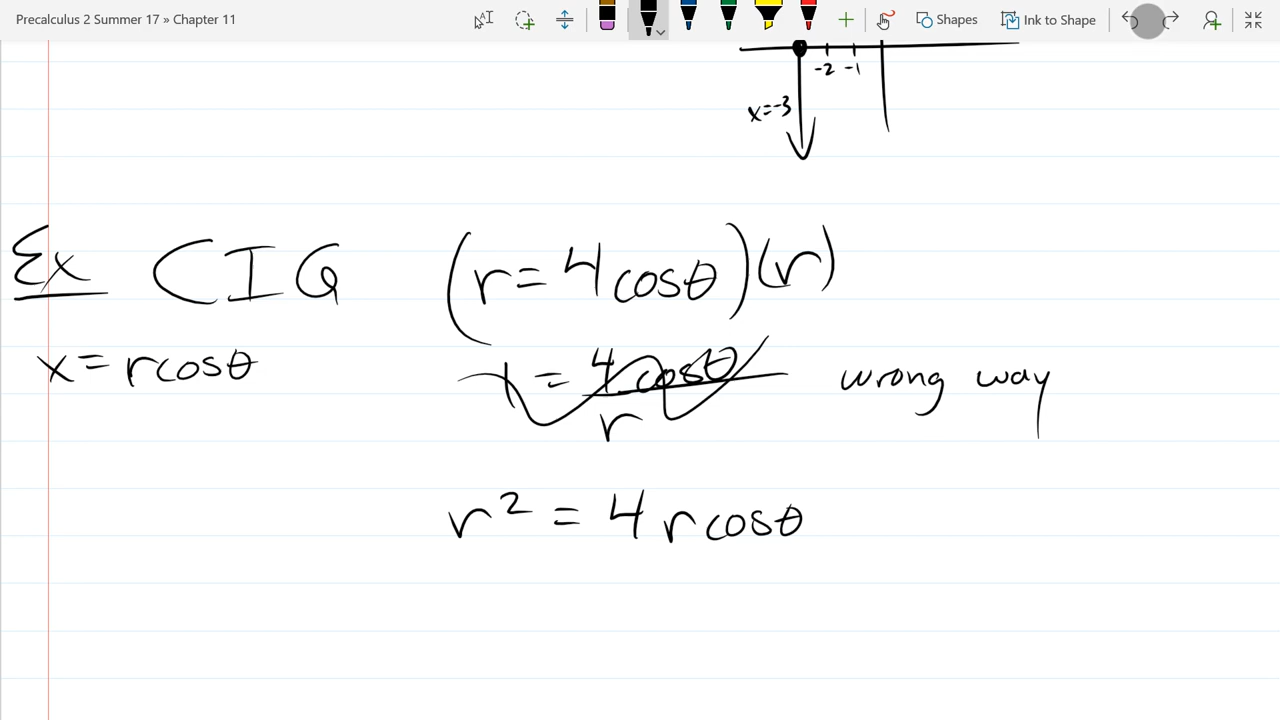 Precalculus 2 Summer 17 » Chapter 11
Shapes
Ink to Shape
-2 -1
x=-3
Ex CIG (r=4cosθ)(r)
x=rcosθ
1 = 4cosθ/r wrong way
r² = 4rcosθ